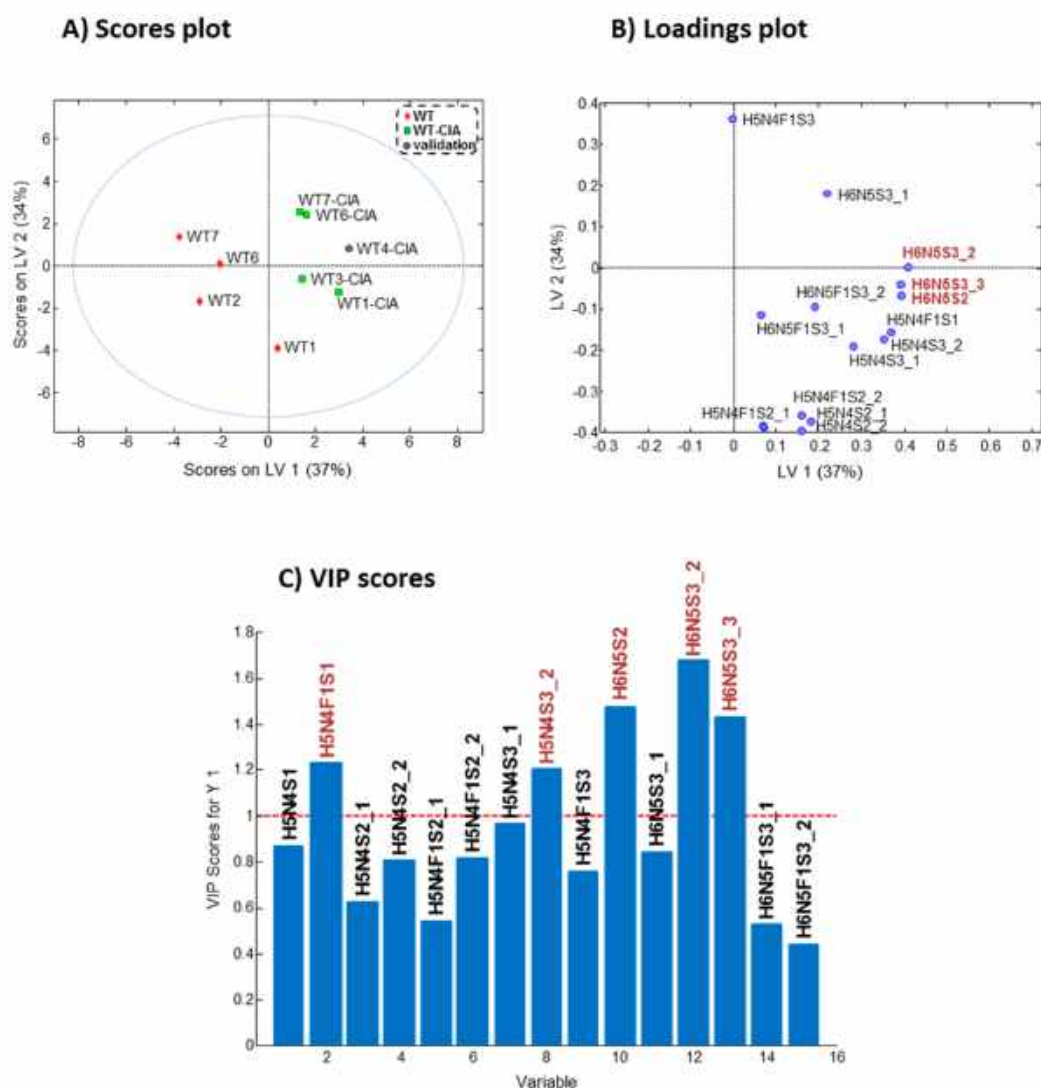 A) Scores plot
B) Loadings plot
WT
WT-CIA
validation
6
4
2
0
-2
-4
-6
-8
-6
-4
-2
0
2
4
6
8
Scores on LV 2 (34%)
Scores on LV 1 (37%)
WT7-CIA
WT6-CIA
WT7
WT4-CIA
WT6
WT3-CIA
WT2
WT1-CIA
WT1
0.4
0.3
0.2
0.1
0
-0.1
-0.2
-0.3
-0.4
0
0.1
0.2
0.3
0.4
0.5
0.6
0.7
LV 2 (34%)
LV 1 (37%)
H5N4F1S3
H6N5S3_1
H6N5S3_2
H6N5S3_3
H6N5F1S3_2
H6N5S2
H6N5F1S3_1
H5N4F1S1
H5N4S3_2
H5N4S3_1
H5N4F1S2_2
H5N4F1S2_1
H5N4S2_1
H5N4S2_2
C) VIP scores
1.8
1.6
1.4
1.2
1
0.8
0.6
0.4
0.2
0
VIP Scores for Y 1
H5N4S1
H5N4F1S1
H5N4S2_1
H5N4S2_2
H5N4F1S2_1
H5N4F1S2_2
H5N4S3_1
H5N4S3_2
H5N4F1S3
H6N5S2
H6N5S3_1
H6N5S3_2
H6N5S3_3
H6N5F1S3_1
H6N5F1S3_2
2
4
6
8
10
12
14
16
Variable